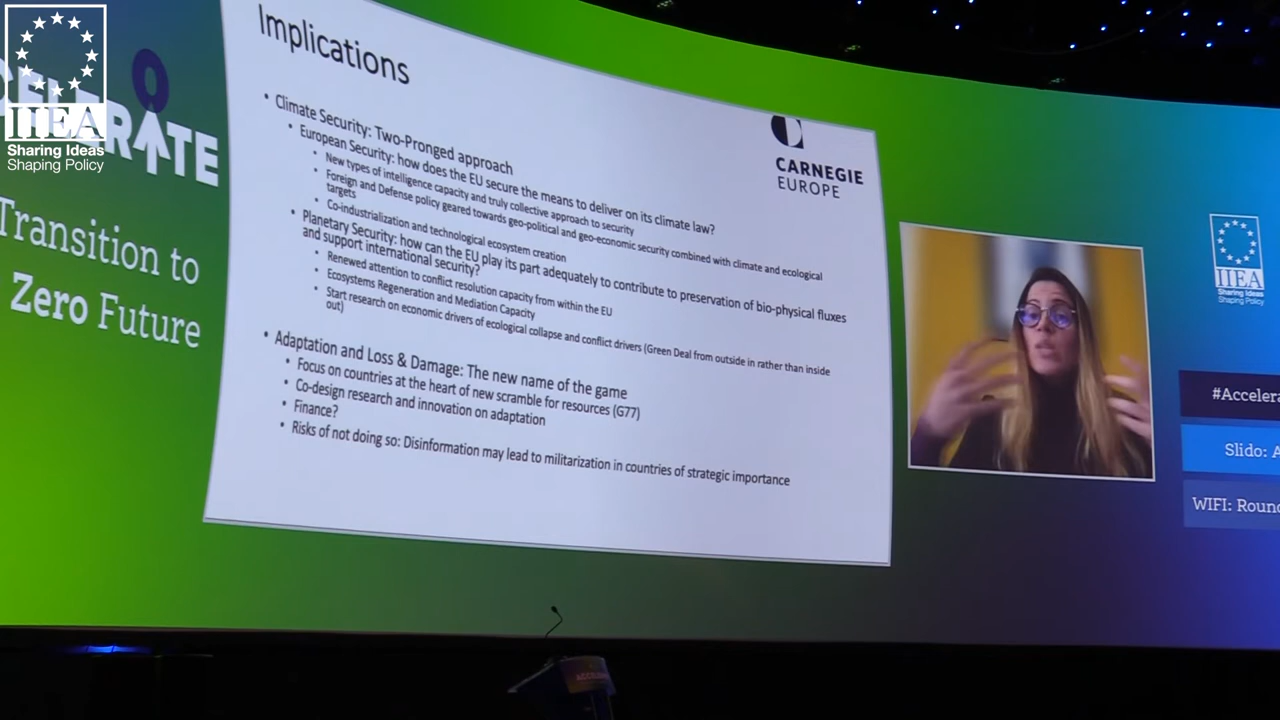 IIEA
Sharing Ideas
Shaping Policy
CELERATE
Transition to
Zero Future
Implications
• Climate Security: Two-Pronged approach
• European Security: how does the EU secure the means to deliver on its climate law?
• New types of intelligence capacity and truly collective approach to security
• Foreign and Defense policy geared towards geo-political and geo-economic security combined with climate and ecological
targets
• Co-industrialization and technological ecosystem creation
• Planetary Security: how can the EU play its part adequately to contribute to preservation of bio-physical fluxes
and support international security?
• Renewed attention to conflict resolution capacity from within the EU
• Ecosystems Regeneration and Mediation Capacity
• Start research on economic drivers of ecological collapse and conflict drivers (Green Deal from outside in rather than inside
out)
• Adaptation and Loss & Damage: The new name of the game
• Focus on countries at the heart of new scramble for resources (G77)
• Co-design research and innovation on adaptation
• Finance?
• Risks of not doing so: Disinformation may lead to militarization in countries of strategic importance
CARNEGIE
EUROPE
IIEA
Sharing Ideas
Shaping Policy
#Accelera
Slido: A
WIFI: Round